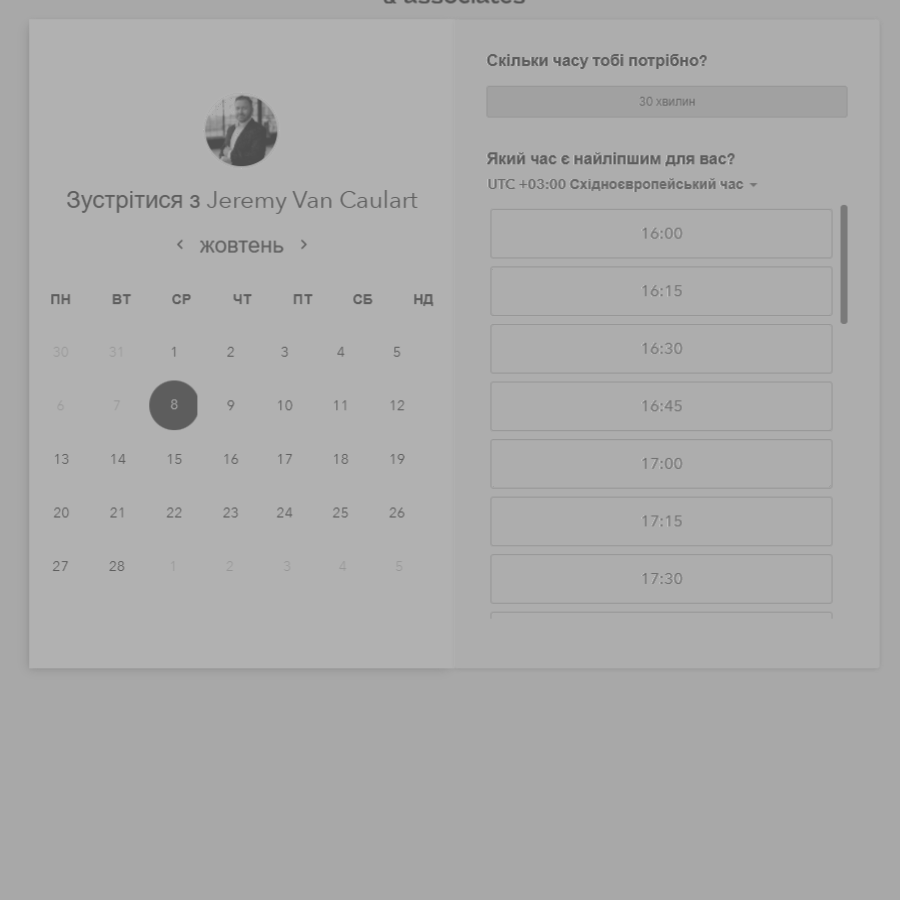 & associates
Зустрітися з Jeremy Van Caulart
жовтень
ПН ВТ СР ЧТ ПТ СБ НД
30 31 1 2 3 4 5
6 7 8 9 10 11 12
13 14 15 16 17 18 19
20 21 22 23 24 25 26
27 28 1 2 3 4 5
Скільки часу тобі потрібно?
30 хвилин
Який час є найліпшим для вас?
UTC +03:00 Східноєвропейський час
16:00
16:15
16:30
16:45
17:00
17:15
17:30